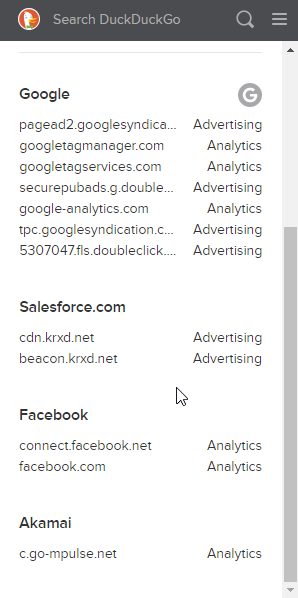 Search DuckDuckGo
Google
pagead2.googlesyndica... Advertising
googletagmanager.com Analytics
googletagservices.com Analytics
securepubads.g.double... Advertising
google-analytics.com Analytics
tpc.googlesyndication.c... Advertising
5307047.fls.doubleclick.... Advertising
Salesforce.com
cdn.krxd.net Advertising
beacon.krxd.net Advertising
Facebook
connect.facebook.net Analytics
facebook.com Analytics
Akamai
c.go-mpulse.net Analytics